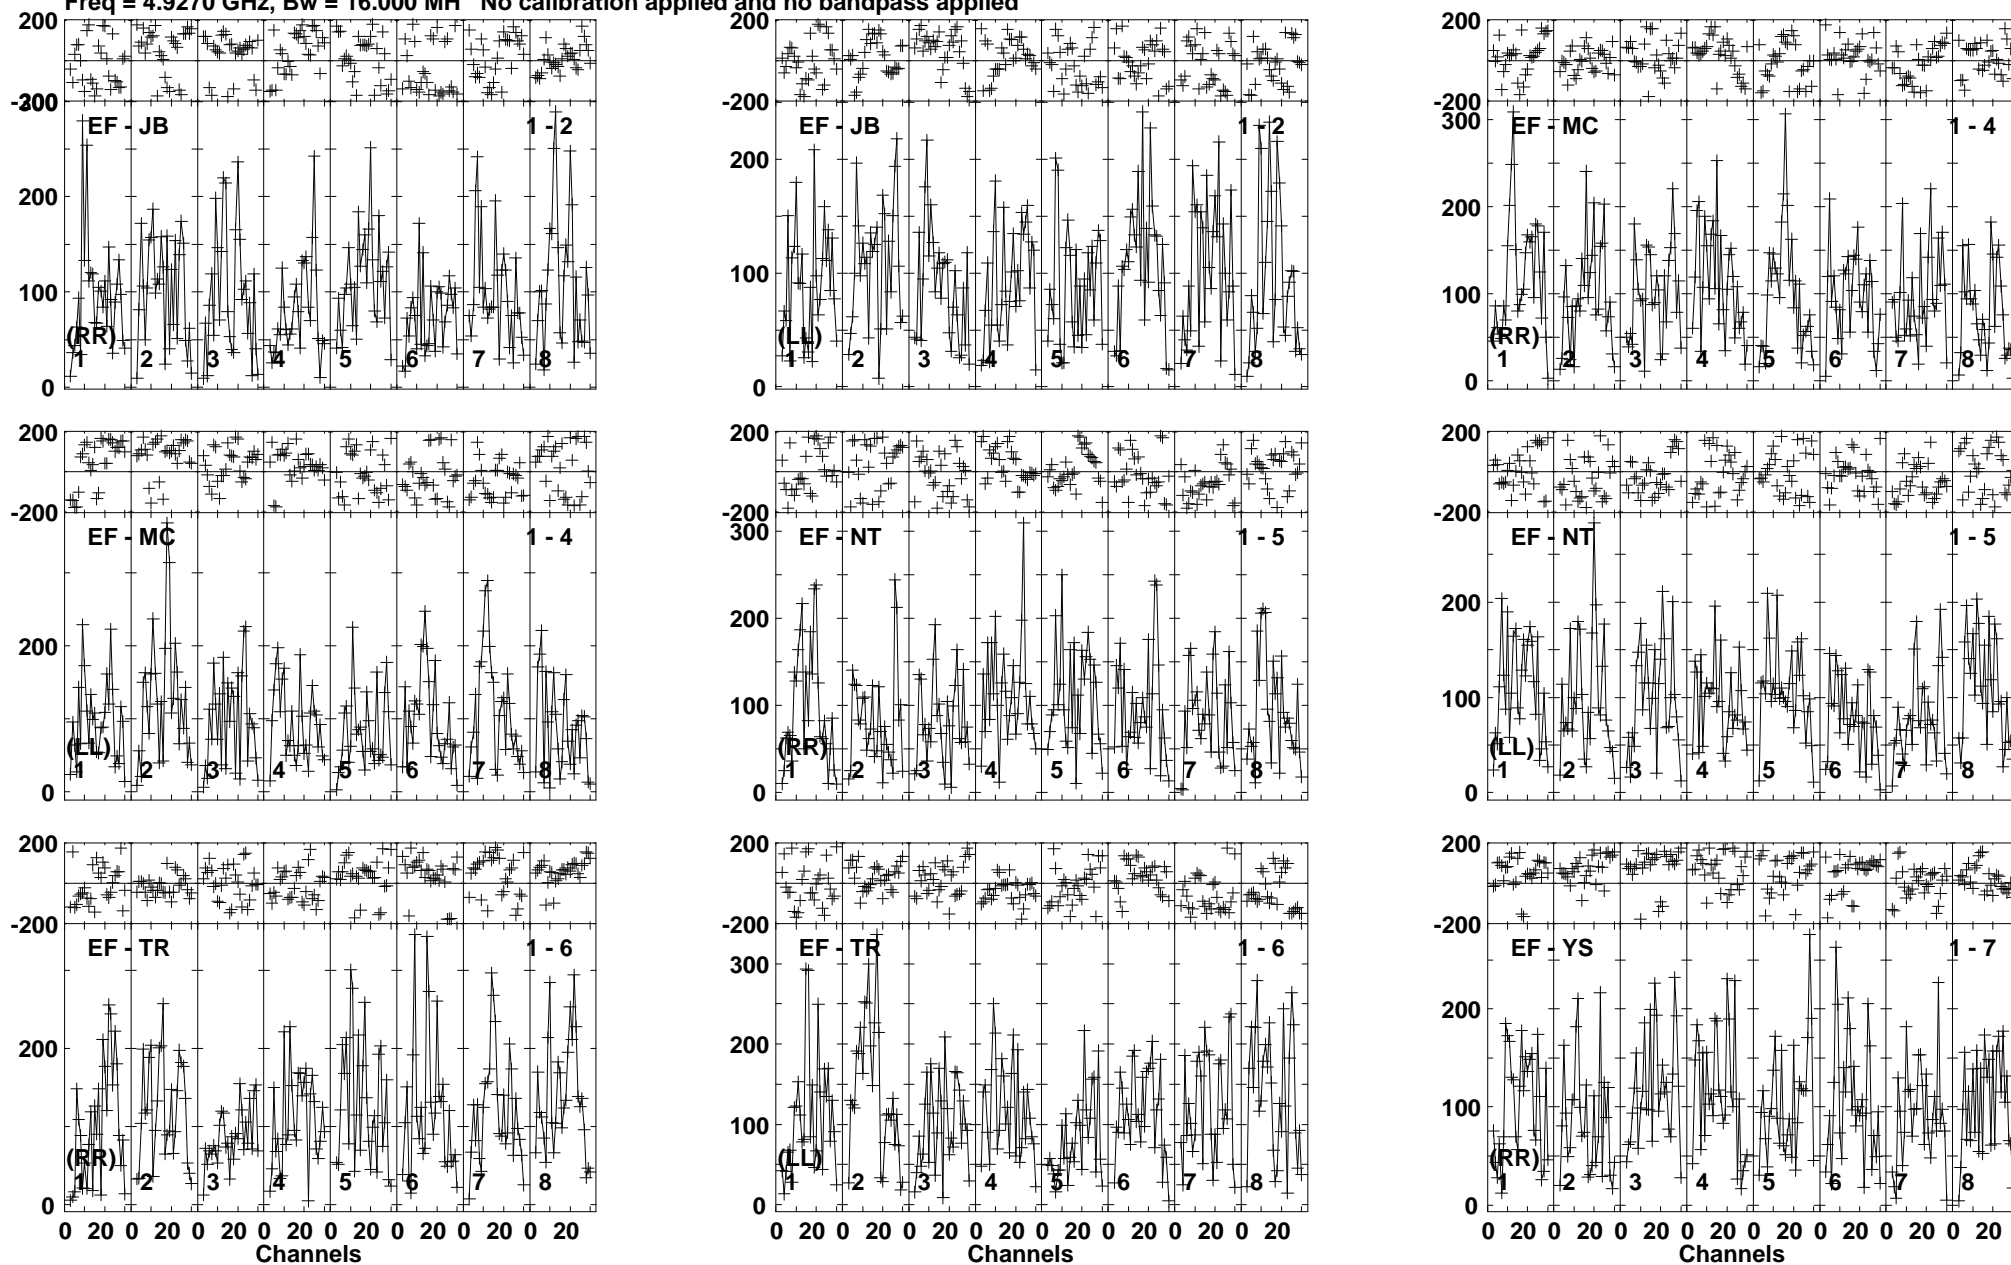 Freq = 4.9270 GHz, Bw = 16.000 MH No calibration applied and no bandpass applied
200 200 200
-200 -200 -200
300 300
EF - JB 1 - 2 EF - JB 1 - 2 EF - MC 1 - 4
200 200 200
100 100 100
(RR) (LL) (RR)
1 2 3 4 5 6 7 8 1 2 3 4 5 6 7 8 1 2 3 4 5 6 7 8
0 0 0
200 200 200
-200 -200 -200
EF - MC 1 - 4 EF - NT 1 - 5 EF - NT 1 - 5
300
200 200 200
100 100
(LL) (RR) (LL)
1 2 3 4 5 6 7 8 1 2 3 4 5 6 7 8 1 2 3 4 5 6 7 8
0 0 0
200 200 200
-200 -200 -200
EF - TR 1 - 6 EF - TR 1 - 6 EF - YS 1 - 7
300
200 200 200
100 100
(RR) (LL) (RR)
1 2 3 4 5 6 7 8 1 2 3 4 5 6 7 8 1 2 3 4 5 6 7 8
0 0 0
0 20 0 20 0 20 0 20 0 20 0 20 0 20 0 20 0 20 0 20 0 20 0 20 0 20 0 20 0 20 0 20 0 20 0 20 0 20 0 20 0 20 0 20 0 20 0 20
Channels Channels Channels